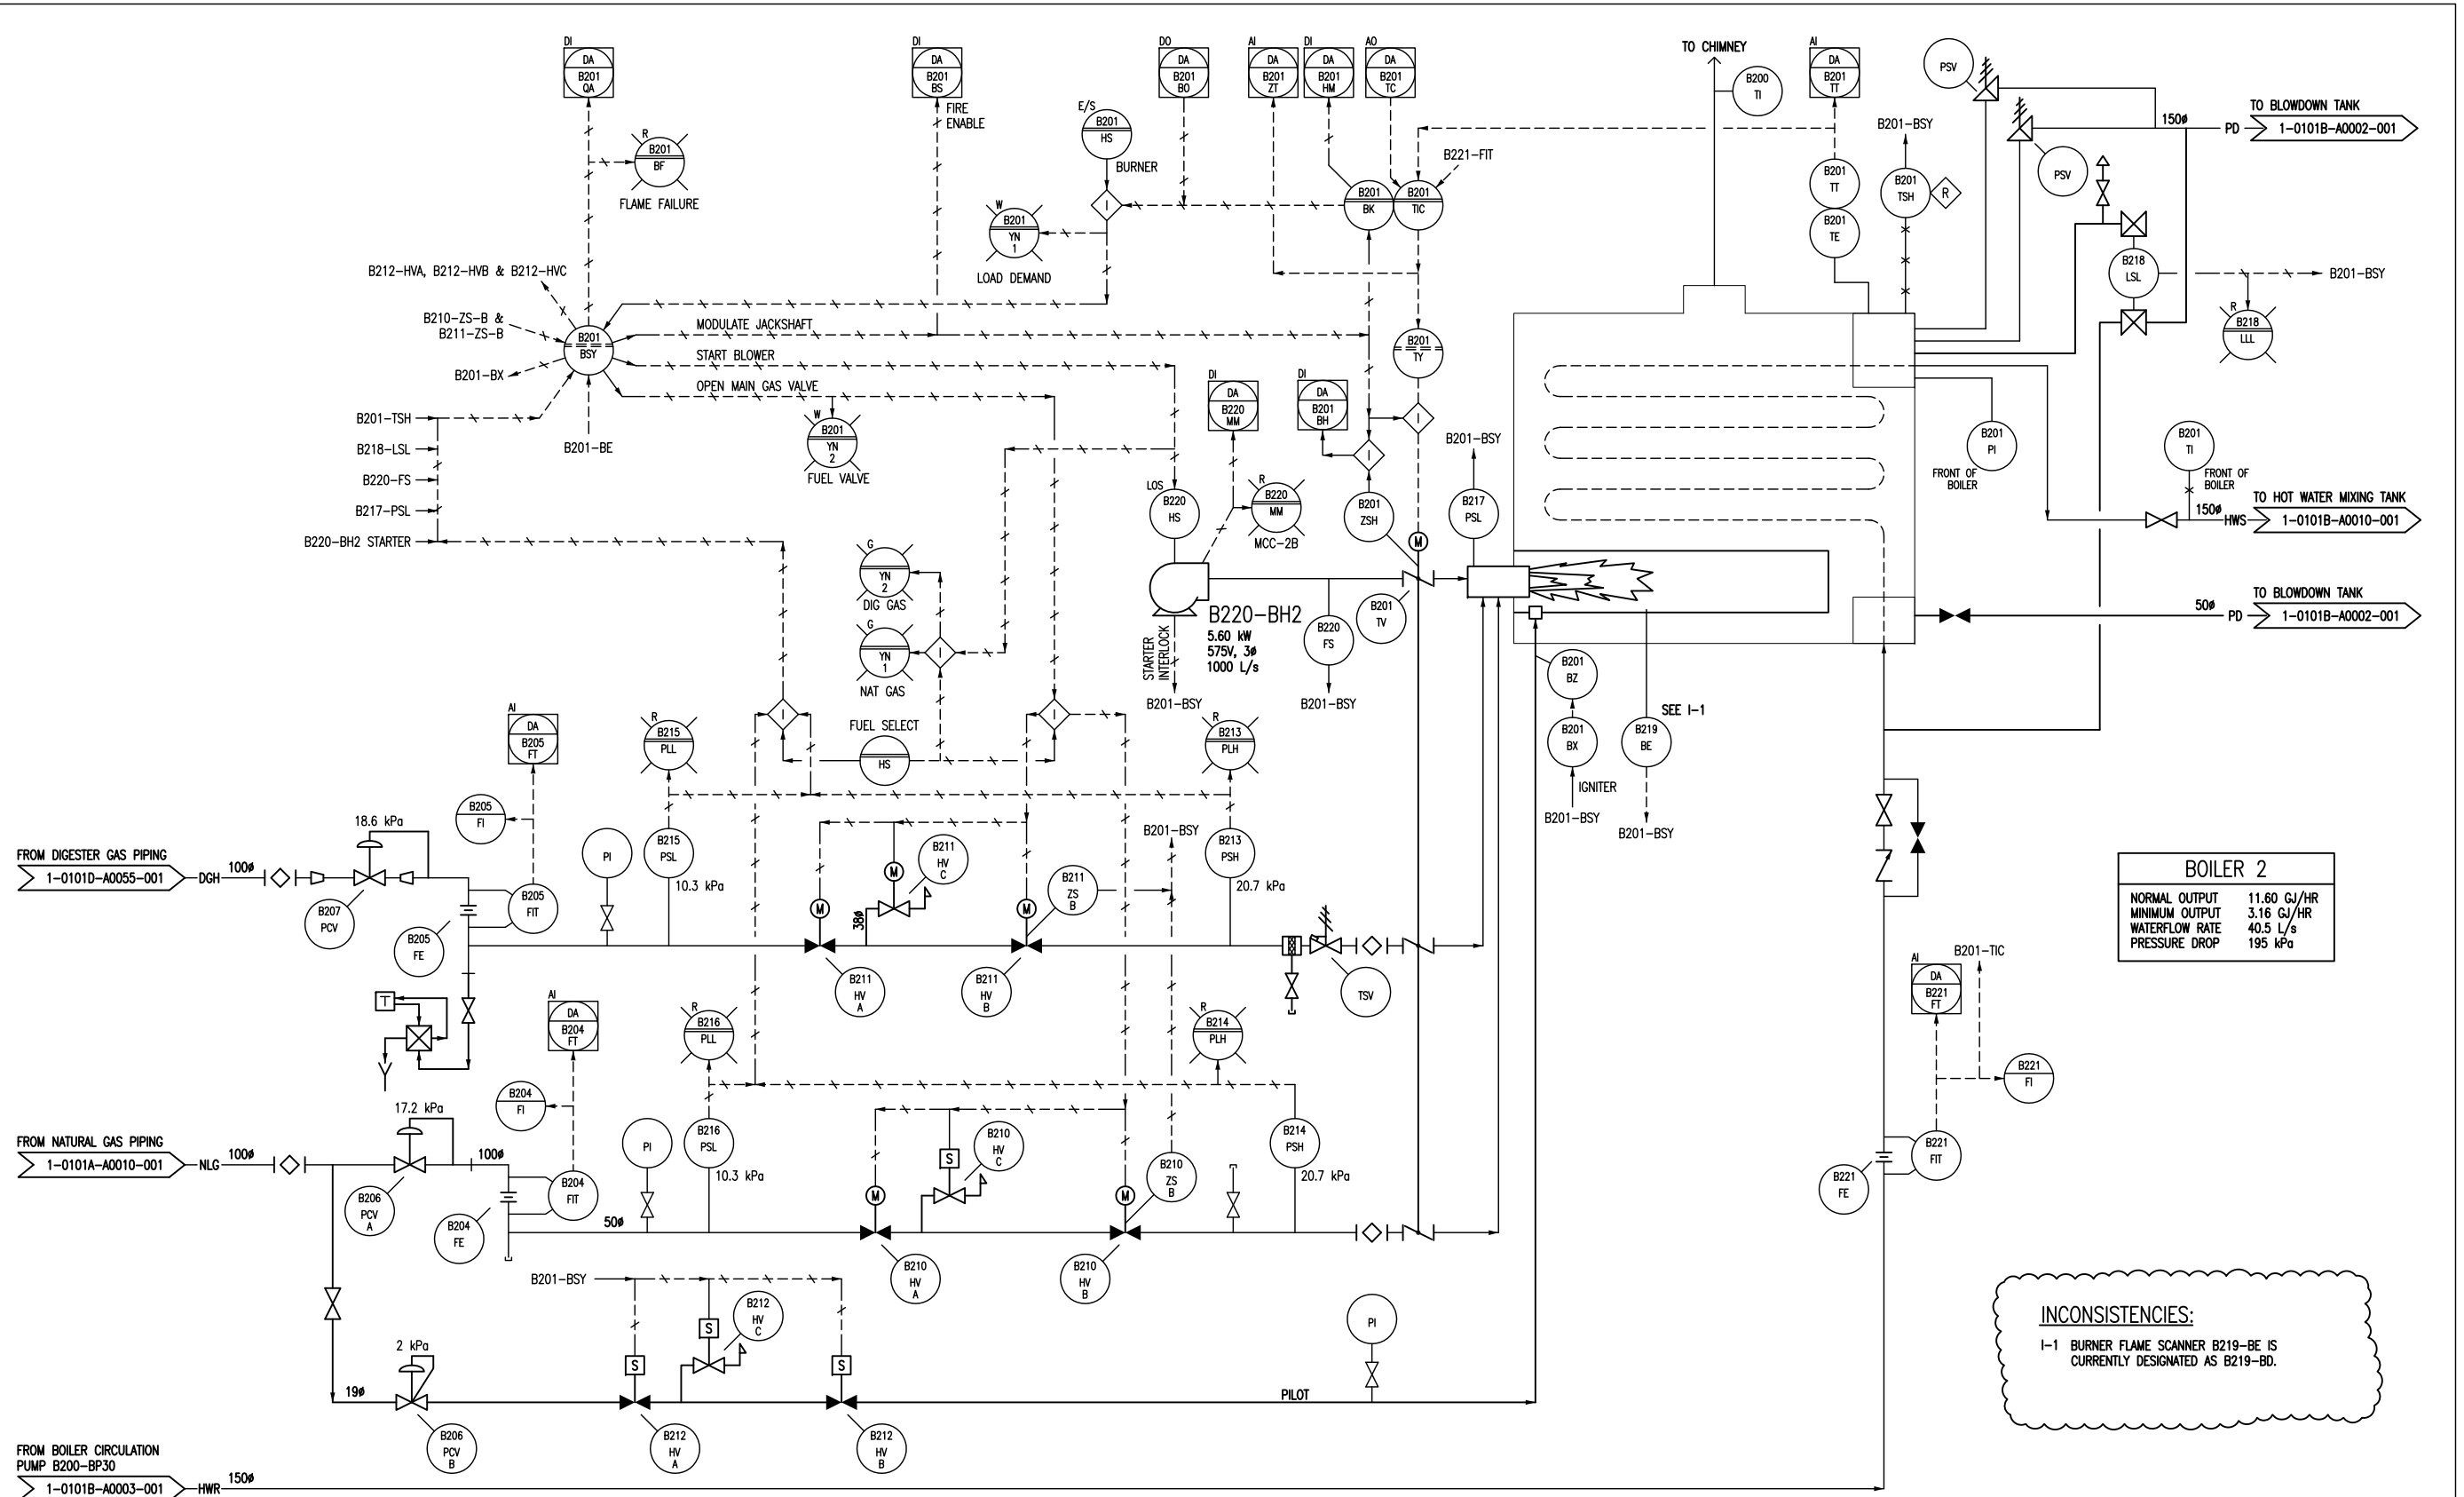 DI
DA
B201
QA
DI
DA
B201
BS
FIRE
ENABLE
DO
DA
B201
BO
AI
DA
B201
ZT
DI
DA
B201
HM
AO
DA
B201
TC
TO CHIMNEY
B200
TI
AI
DA
B201
TT
PSV
TO BLOWDOWN TANK
150ø
PD
1-0101B-A0002-001
E/S
B201
HS
BURNER
R
B201
BF
FLAME FAILURE
B221-FIT
B201-BSY
PSV
B201
TT
B201
TSH
R
B201
TE
I
B201
BK
B201
TIC
W
B201
YN
1
LOAD DEMAND
B212-HVA, B212-HVB & B212-HVC
B218
LSL
B201-BSY
R
B218
LLL
B210-ZS-B &
B211-ZS-B
B201
BSY
MODULATE JACKSHAFT
START BLOWER
OPEN MAIN GAS VALVE
B201-BX
B201
TY
B201-TSH
B218-LSL
B220-FS
B217-PSL
B220-BH2 STARTER
B201-BE
W
B201
YN
2
FUEL VALVE
DI
DA
B220
MM
DI
DA
B201
BH
I
I
B201-BSY
LOS
B220
HS
R
B220
MM
MCC-2B
B201
ZSH
B217
PSL
M
B201
PI
FRONT OF
BOILER
B201
TI
FRONT OF
BOILER
TO HOT WATER MIXING TANK
150ø
HWS
1-0101B-A0010-001
G
YN
2
DIG GAS
G
YN
1
NAT GAS
I
B220-BH2
5.60 kW
575V, 3ø
1000 L/s
STARTER
INTERLOCK
B201-BSY
B220
FS
B201-BSY
B201
TV
TO BLOWDOWN TANK
50ø
PD
1-0101B-A0002-001
B201
BZ
B201
BX
IGNITER
B201-BSY
SEE I-1
B219
BE
B201-BSY
I
I
FUEL SELECT
HS
AI
DA
B205
FT
R
B215
PLL
R
B213
PLH
B205
FI
18.6 kPa
FROM DIGESTER GAS PIPING
1-0101D-A0055-001
DGH
100ø
B207
PCV
B205
FIT
B205
FE
PI
B215
PSL
10.3 kPa
M
M
38ø
B211
HV
C
M
B211
ZS
B
B201-BSY
B213
PSH
20.7 kPa
B211
HV
A
B211
HV
B
TSV
T
BOILER 2
NORMAL OUTPUT 11.60 GJ/HR
MINIMUM OUTPUT 3.16 GJ/HR
WATERFLOW RATE 40.5 L/s
PRESSURE DROP 195 kPa
AI
DA
B204
FT
R
B216
PLL
R
B214
PLH
B204
FI
17.2 kPa
FROM NATURAL GAS PIPING
1-0101A-A0010-001
NLG
100ø
100ø
B206
PCV
A
B204
FIT
B204
FE
50ø
PI
B216
PSL
10.3 kPa
M
S
B210
HV
C
M
B210
ZS
B
B214
PSH
20.7 kPa
B210
HV
A
B210
HV
B
AI
DA
B221
FT
B201-TIC
B221
FI
B221
FIT
B221
FE
B201-BSY
S
S
B212
HV
C
S
2 kPa
19ø
B206
PCV
B
B212
HV
A
B212
HV
B
PILOT
PI
INCONSISTENCIES:
I-1 BURNER FLAME SCANNER B219-BE IS
CURRENTLY DESIGNATED AS B219-BD.
FROM BOILER CIRCULATION
PUMP B200-BP30
1-0101B-A0003-001
HWR
150ø